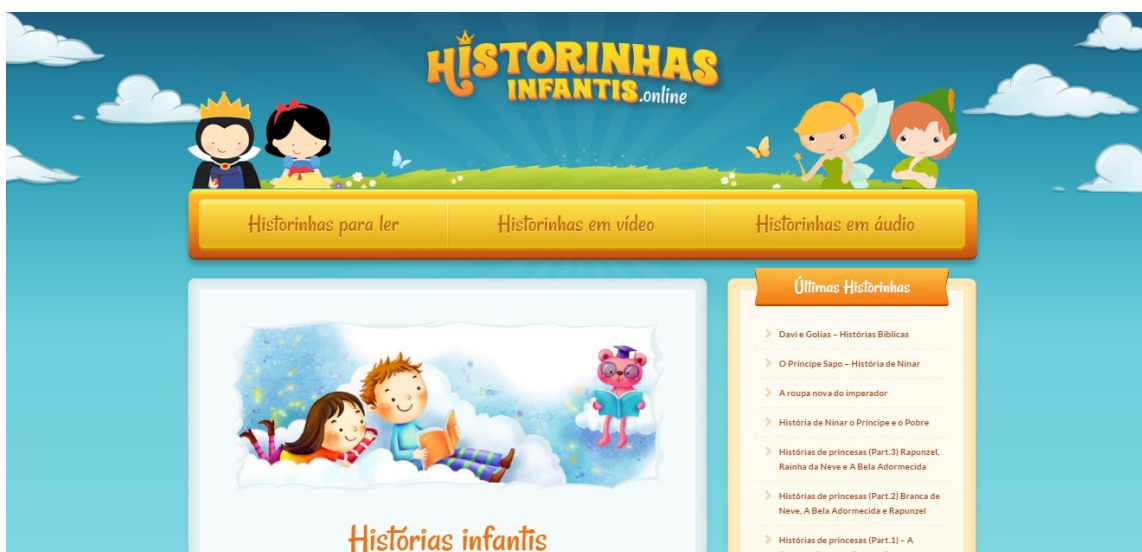 HISTORINHAS
INFANTIS.online
Historinhas para ler
Historinhas em vídeo
Historinhas em áudio
Últimas Historinhas
Davi e Golias – Histórias Bíblicas
O Príncipe Sapo – História de Ninar
A roupa nova do imperador
História de Ninar o Príncipe e o Pobre
Histórias de princesas (Part.3) Rapunzel,
Rainha da Neve e A Bela Adormecida
Histórias de princesas (Part.2) Branca de
Neve, A Bela Adormecida e Rapunzel
Histórias de princesas (Part.1) – A
Histórias infantis